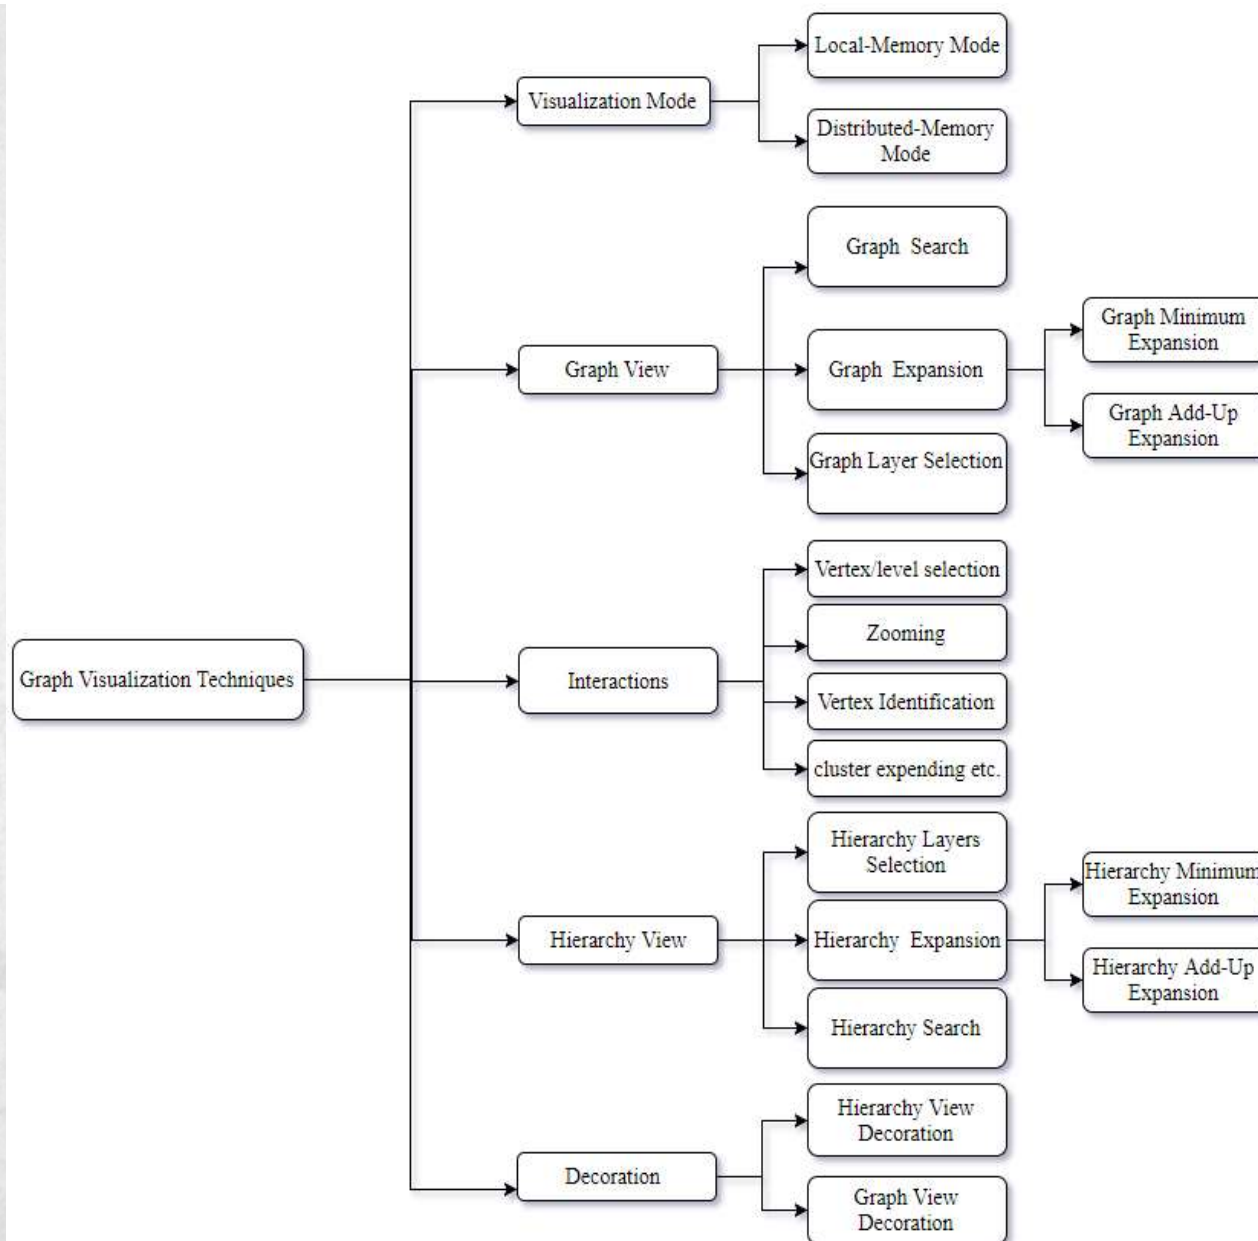 Local-Memory Mode
Visualization Mode
Distributed-Memory
Mode
Graph Search
Graph Minimum
Expansion
Graph View
Graph Expansion
Graph Add-Up
Expansion
Graph Layer Selection
Vertex/level selection
Zooming
Graph Visualization Techniques
Interactions
Vertex Identification
cluster expending etc.
Hierarchy Layers
Selection
Hierarchy Minimum
Expansion
Hierarchy View
Hierarchy Expansion
Hierarchy Add-Up
Expansion
Hierarchy Search
Hierarchy View
Decoration
Decoration
Graph View
Decoration